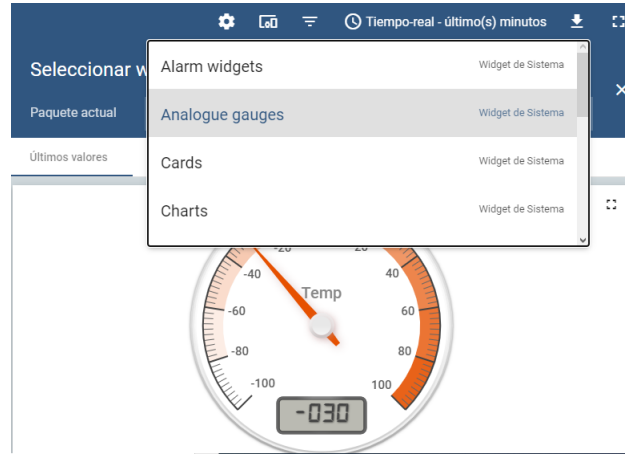 Tiempo-real - último(s) minutos
Seleccionar w
Alarm widgets Widget de Sistema
Paquete actual
Analogue gauges Widget de Sistema
Últimos valores
Cards Widget de Sistema
Charts Widget de Sistema
-20 20
-40 40
Temp
-60 60
-80 80
-100 100
-030